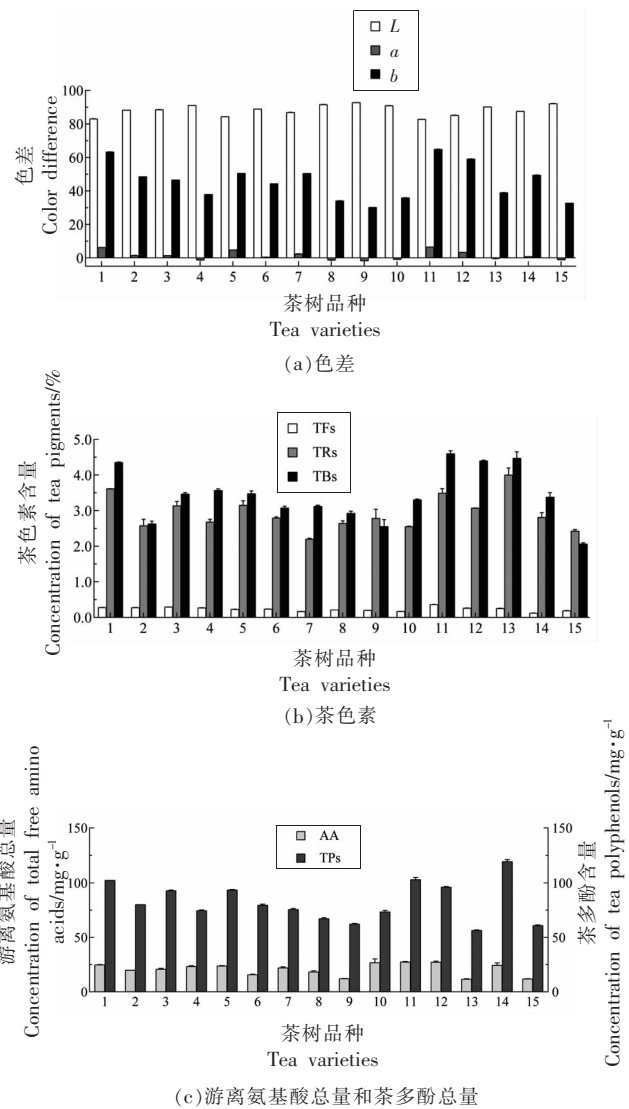 L
a
b
色差
Color difference
100
80
60
40
20
0
1 2 3 4 5 6 7 8 9 10 11 12 13 14 15
茶树品种
Tea varieties
(a)色差
TFs
TRs
TBs
茶色素含量
Concentration of tea pigments/%
5.0
4.0
3.0
2.0
1.0
0.0
1 2 3 4 5 6 7 8 9 10 11 12 13 14 15
茶树品种
Tea varieties
(b)茶色素
AA
TPs
游离氨基酸总量
Concentration of total free amino
acids/mg·g⁻¹
150
100
50
0
150
100
50
0
茶多酚含量
Concentration of tea polyphenols/mg·g⁻¹
1 2 3 4 5 6 7 8 9 10 11 12 13 14 15
茶树品种
Tea varieties
(c)游离氨基酸总量和茶多酚总量